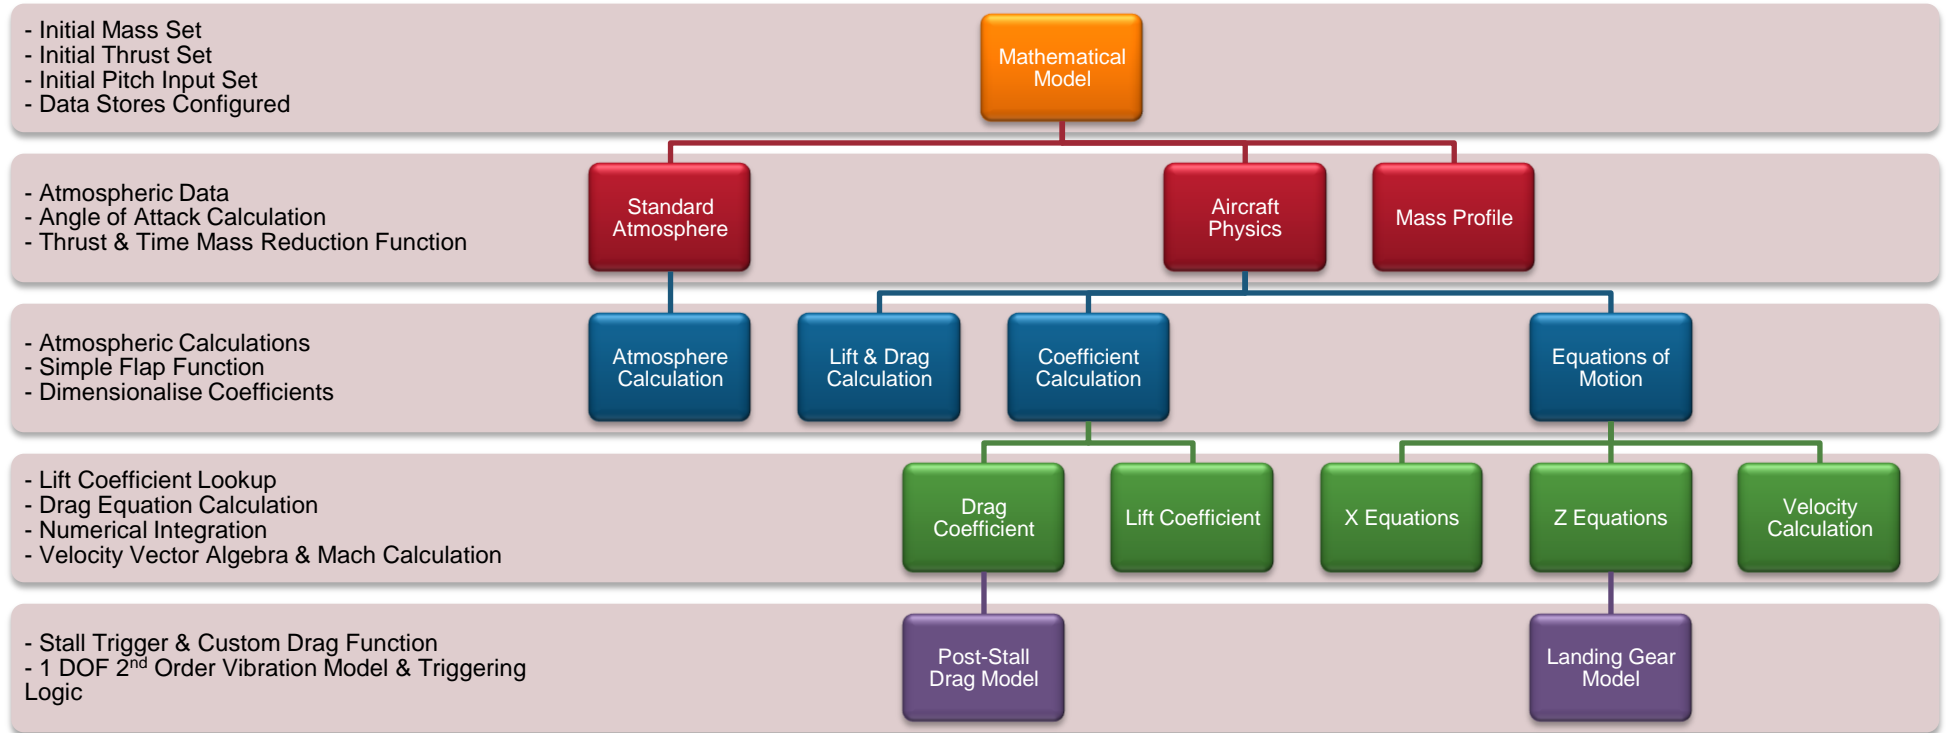 - Initial Mass Set
- Initial Thrust Set
- Initial Pitch Input Set
- Data Stores Configured
Mathematical
Model
- Atmospheric Data
- Angle of Attack Calculation
- Thrust & Time Mass Reduction Function
Standard
Atmosphere
Aircraft
Physics
Mass Profile
- Atmospheric Calculations
- Simple Flap Function
- Dimensionalise Coefficients
Atmosphere
Calculation
Lift & Drag
Calculation
Coefficient
Calculation
Equations of
Motion
- Lift Coefficient Lookup
- Drag Equation Calculation
- Numerical Integration
- Velocity Vector Algebra & Mach Calculation
Drag
Coefficient
Lift Coefficient
X Equations
Z Equations
Velocity
Calculation
- Stall Trigger & Custom Drag Function
- 1 DOF 2nd Order Vibration Model & Triggering
Logic
Post-Stall
Drag Model
Landing Gear
Model